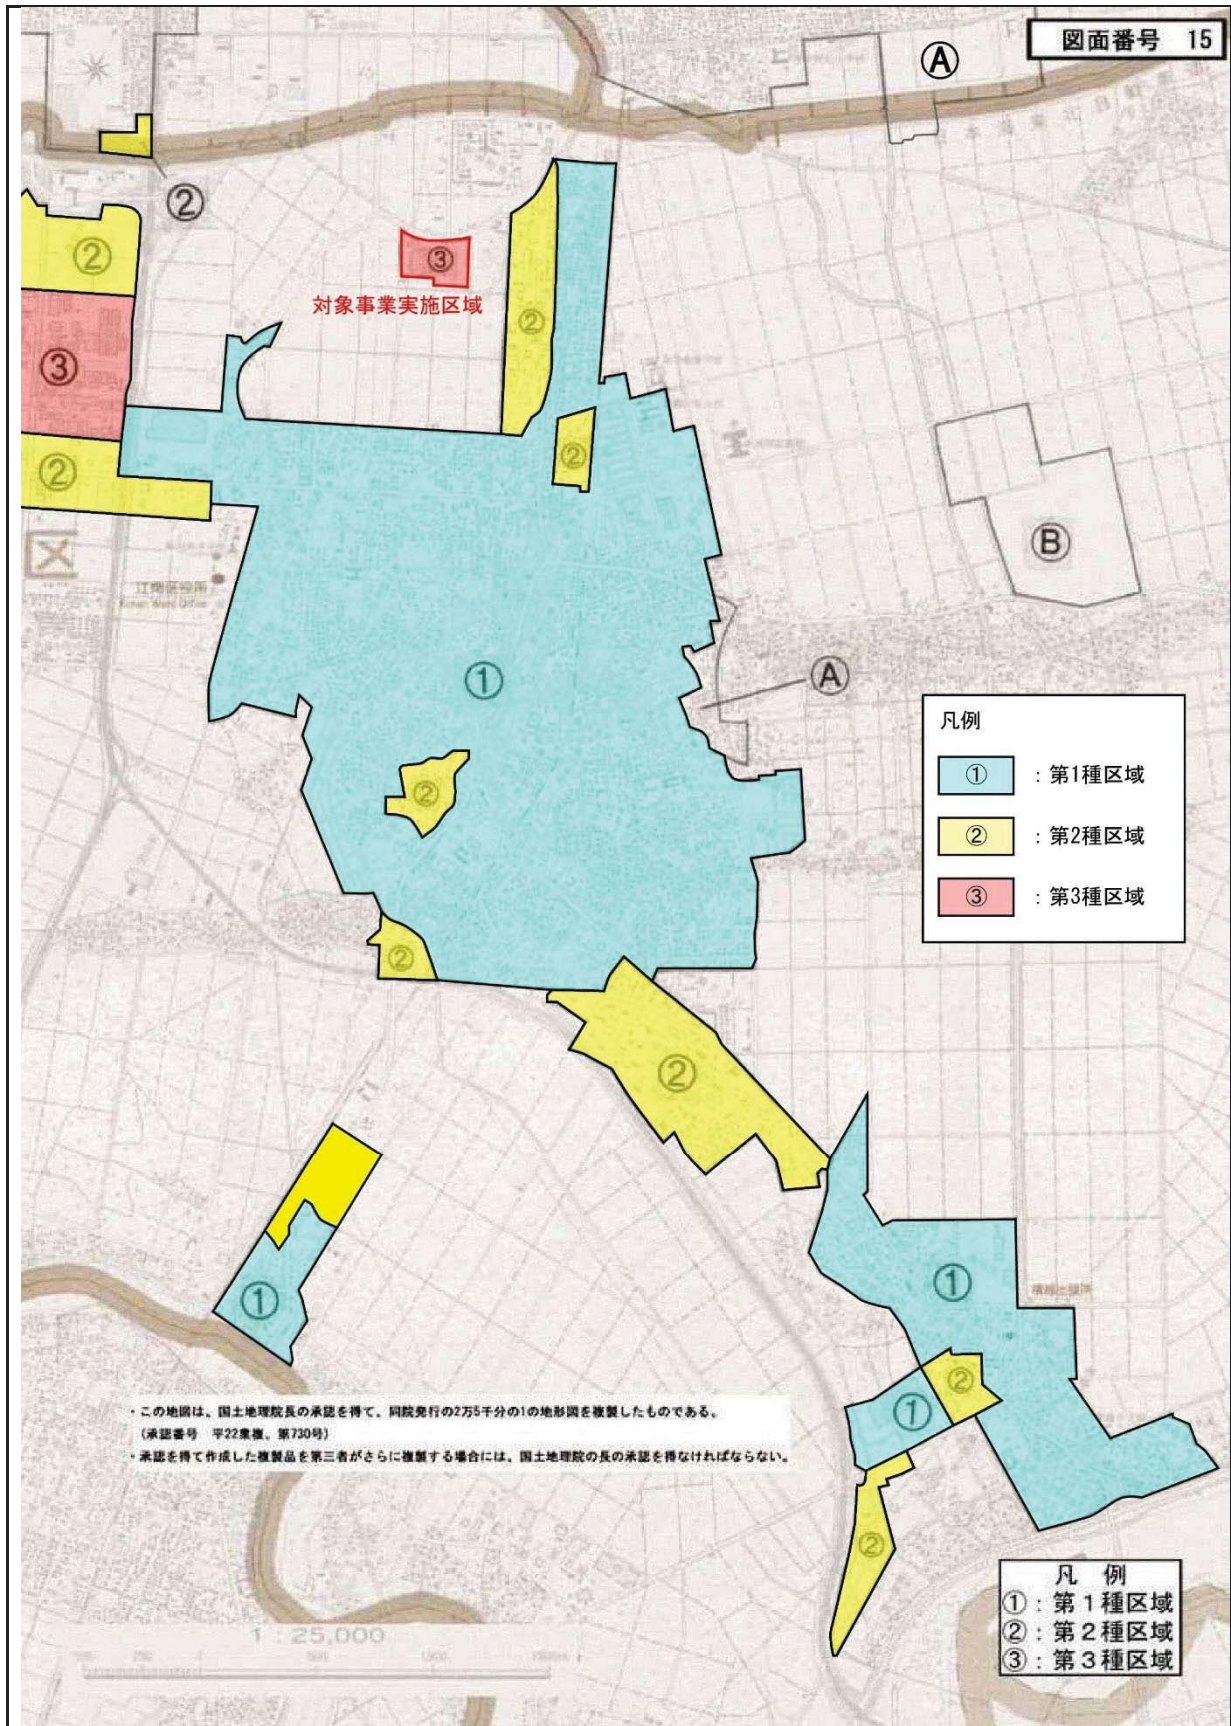 図面番号 15
Ⓐ
②
②
③
対象事業実施区域
②
③
②
②
江南区役所
Ⓑ
①
Ⓐ
凡例
① ：第1種区域
② ：第2種区域
③ ：第3種区域
②
②
②
①
①
横越出張所
②
①
・この地図は、国土地理院長の承認を得て、同院発行の2万5千分の1の地形図を複製したものである。
（承認番号 平22業複、第730号）
・承認を得て作成した複製品を第三者がさらに複製する場合には、国土地理院の長の承認を得なければならない。
②
凡 例
①：第１種区域
②：第２種区域
③：第３種区域
1 : 25,000